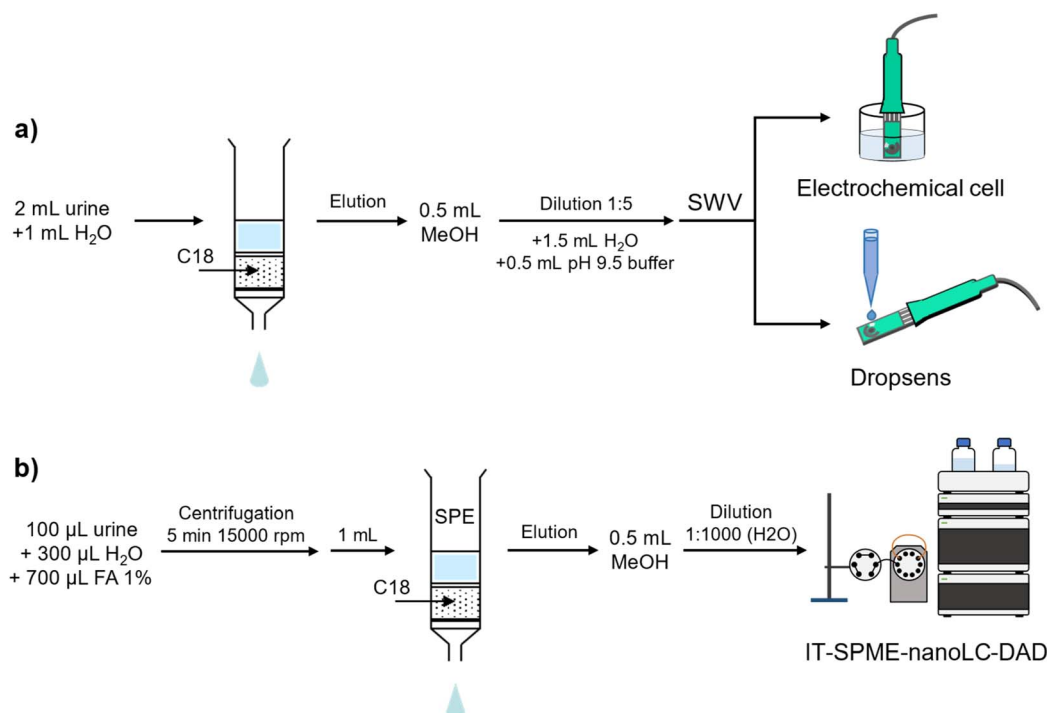 a)
2 mL urine
+1 mL H₂O
C18
Elution
0.5 mL
MeOH
Dilution 1:5
+1.5 mL H₂O
+0.5 mL pH 9.5 buffer
SWV
Electrochemical cell
Dropsens
b)
100 µL urine
+ 300 µL H₂O
+ 700 µL FA 1%
Centrifugation
5 min 15000 rpm
1 mL
SPE
C18
Elution
0.5 mL
MeOH
Dilution
1:1000 (H2O)
IT-SPME-nanoLC-DAD